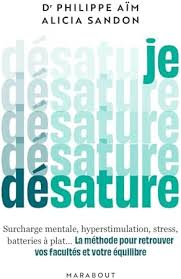 Dr PHILIPPE AÏM
ALICIA SANDON
désature
désature
je
désature
désature
désature
Surcharge mentale, hyperstimulation, stress,
batteries à plat... La méthode pour retrouver
vos facultés et votre équilibre
MARABOUT